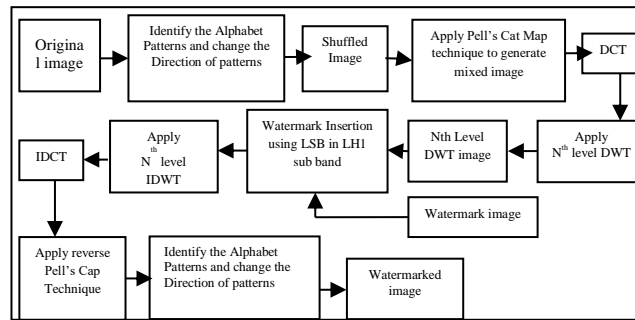 Origina
l image
Identify the Alphabet
Patterns and change the
Direction of patterns
Shuffled
Image
Apply Pell's Cat Map
technique to generate
mixed image
DCT
Apply
Nth level DWT
Nth Level
DWT image
Watermark Insertion
using LSB in LH1
sub band
Watermark image
Apply
th
N level
IDWT
IDCT
Apply reverse
Pell's Cap
Technique
Identify the Alphabet
Patterns and change the
Direction of patterns
Watermarked
image